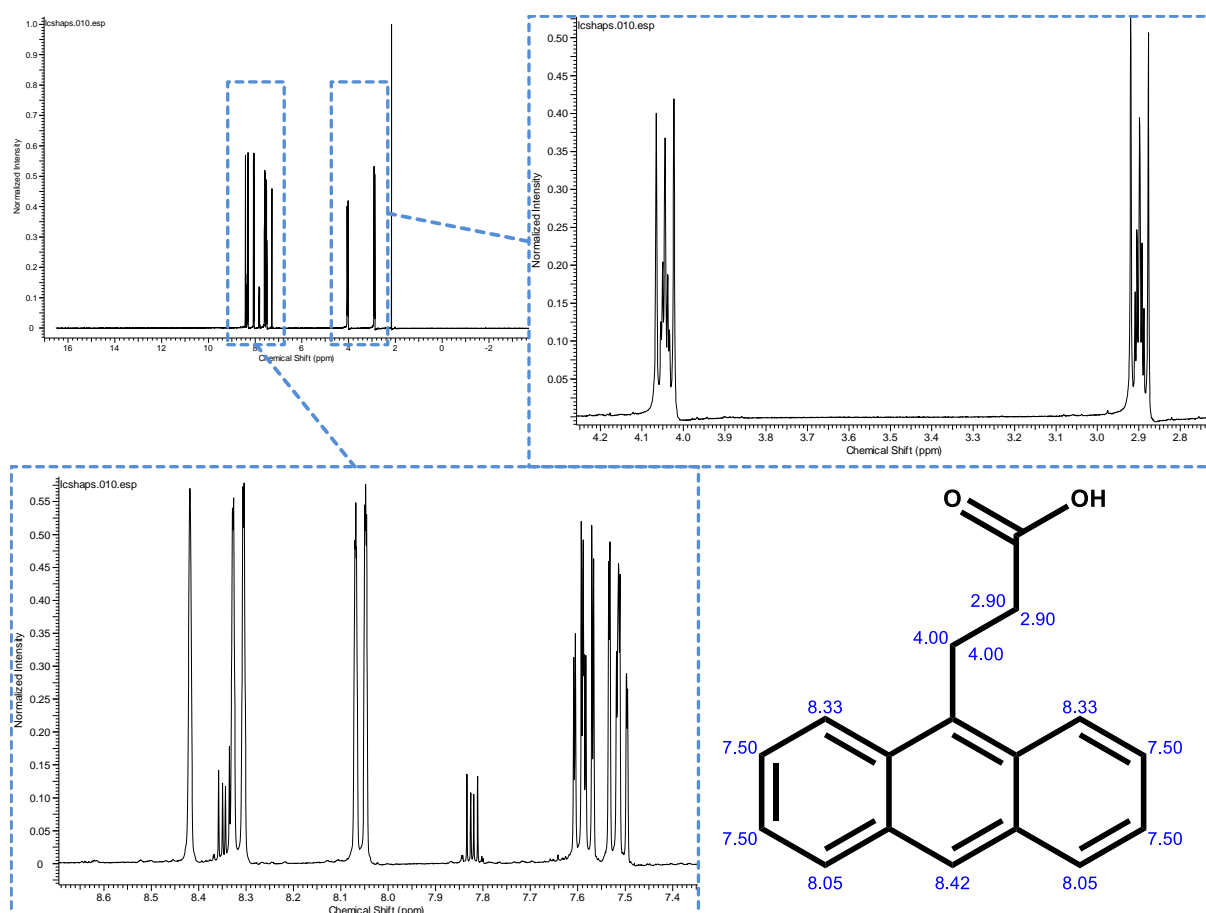 lcshaps.010.esp
Normalized Intensity
1.0
0.9
0.8
0.7
0.6
0.5
0.4
0.3
0.2
0.1
0
16 14 12 10 8 6 4 2 0 -2
Chemical Shift (ppm)
lcshaps.010.esp
Normalized Intensity
0.50
0.45
0.40
0.35
0.30
0.25
0.20
0.15
0.10
0.05
4.2 4.1 4.0 3.9 3.8 3.7 3.6 3.5 3.4 3.3 3.2 3.1 3.0 2.9 2.8
Chemical Shift (ppm)
lcshaps.010.esp
Normalized Intensity
0.55
0.50
0.45
0.40
0.35
0.30
0.25
0.20
0.15
0.10
0.05
0
8.6 8.5 8.4 8.3 8.2 8.1 8.0 7.9 7.8 7.7 7.6 7.5 7.4
Chemical Shift (ppm)
O OH
2.90
2.90
4.00
4.00
8.33 8.33
7.50 7.50
7.50 7.50
8.05 8.42 8.05